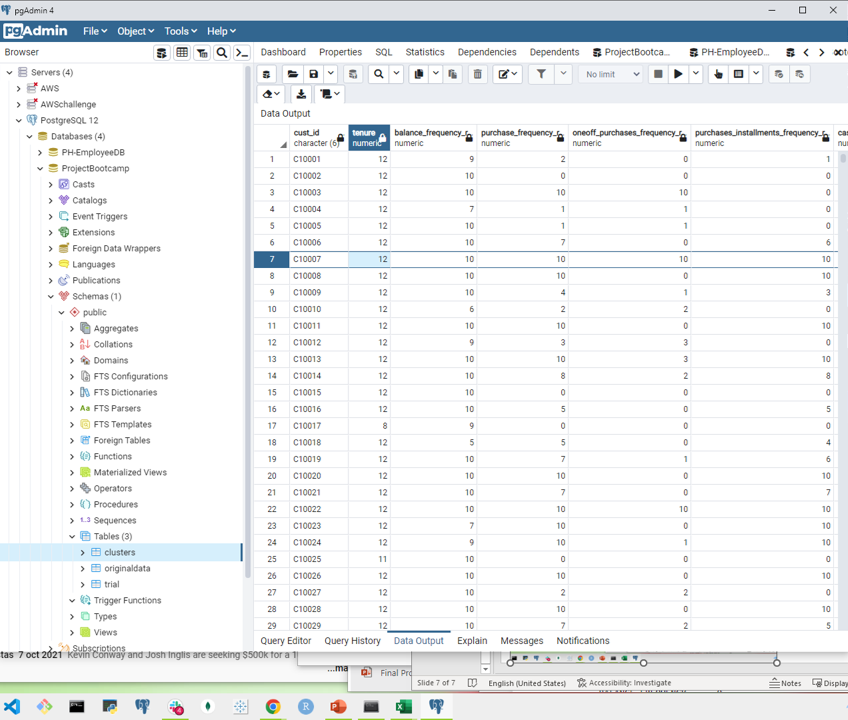 pgAdmin 4
pgAdmin File Object Tools Help
Browser Dashboard Properties SQL Statistics Dependencies Dependents ProjectBootca... PH-EmployeeD...
No limit
Servers (4)
AWS
AWSchallenge
PostgreSQL 12
Databases (4)
PH-EmployeeDB
ProjectBootcamp
Casts
Catalogs
Event Triggers
Extensions
Foreign Data Wrappers
Languages
Publications
Schemas (1)
public
Aggregates
Collations
Domains
FTS Configurations
FTS Dictionaries
Aa FTS Parsers
FTS Templates
Foreign Tables
Functions
Materialized Views
Operators
Procedures
1..3 Sequences
Tables (3)
clusters
originaldata
trial
Trigger Functions
Types
Views
Subscriptions
Data Output
cust_id tenure balance_frequency_r purchase_frequency_r oneoff_purchases_frequency_r purchases_installments_frequency_r
character (6) numeric numeric numeric numeric numeric
1 C10001 12 9 2 0 1
2 C10002 12 10 0 0 0
3 C10003 12 10 10 10 0
4 C10004 12 7 1 1 0
5 C10005 12 10 1 1 0
6 C10006 12 10 7 0 6
7 C10007 12 10 10 10 10
8 C10008 12 10 10 0 10
9 C10009 12 10 4 1 3
10 C10010 12 6 2 2 0
11 C10011 12 10 10 0 10
12 C10012 12 9 3 3 0
13 C10013 12 10 10 3 10
14 C10014 12 10 8 2 8
15 C10015 12 10 0 0 0
16 C10016 12 10 5 0 5
17 C10017 8 9 0 0 0
18 C10018 12 5 5 0 4
19 C10019 12 10 7 1 6
20 C10020 12 10 10 0 10
21 C10021 12 10 7 0 7
22 C10022 12 10 10 10 10
23 C10023 12 7 10 0 10
24 C10024 12 9 10 1 10
25 C10025 11 10 0 0 0
26 C10026 12 10 10 0 10
27 C10027 12 10 2 2 0
28 C10028 12 10 10 0 10
29 C10029 12 10 7 2 5
Query Editor Query History Data Output Explain Messages Notifications
tas 7 oct 2021 Kevin Conway and Josh Inglis are seeking $500k for a 1
...ma
Final Pro
Slide 7 of 7 English (United States) Accessibility: Investigate Notes Display